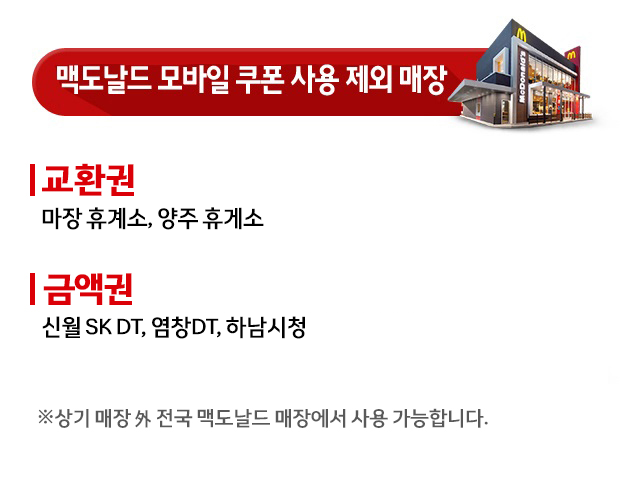 맥도날드 모바일 쿠폰 사용 제외 매장
McDonald's
교환권
마장 휴계소, 양주 휴게소
금액권
신월 SK DT, 염창DT, 하남시청
※상기 매장 外 전국 맥도날드 매장에서 사용 가능합니다.